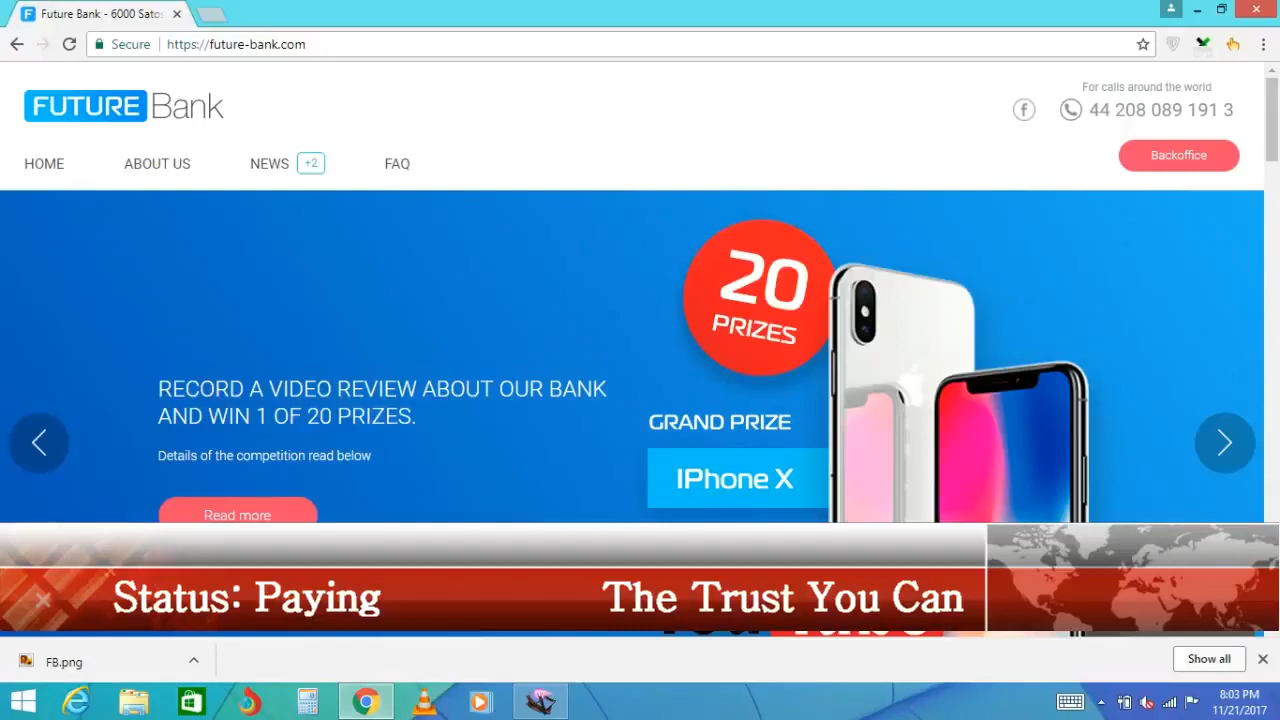 Future Bank - 6000 Satos
Secure
https://future-bank.com
FUTURE Bank
For calls around the world
44 208 089 191 3
HOME
ABOUT US
NEWS +2
FAQ
Backoffice
20
PRIZES
RECORD A VIDEO REVIEW ABOUT OUR BANK
AND WIN 1 OF 20 PRIZES.
Details of the competition read below
Read more
GRAND PRIZE
IPhone X
Status: Paying
The Trust You Can
FB.png
Show all
8:03 PM
11/21/2017